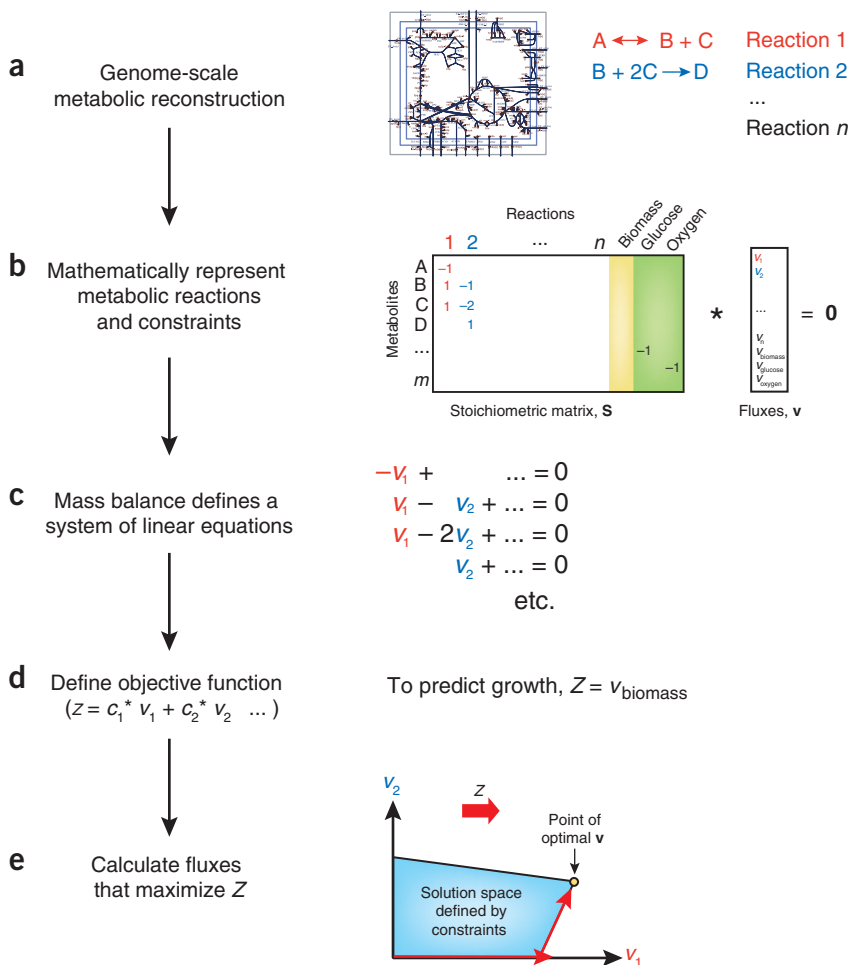 a
Genome-scale
metabolic reconstruction
A ↔ B + C Reaction 1
B + 2C → D Reaction 2
...
Reaction n
b
Mathematically represent
metabolic reactions
and constraints
Reactions
1 2 ... n Biomass Glucose Oxygen
Metabolites
A −1
B 1 −1
C 1 −2
D 1
... −1
m −1
Stoichiometric matrix, S
*
v₁
v₂
...
vₙ
v_biomass
v_glucose
v_oxygen
= 0
Fluxes, v
c
Mass balance defines a
system of linear equations
−v₁ + ... = 0
v₁ − v₂ + ... = 0
v₁ − 2v₂ + ... = 0
v₂ + ... = 0
etc.
d
Define objective function
(z = c₁* v₁ + c₂* v₂ ... )
To predict growth, Z = v_biomass
e
Calculate fluxes
that maximize Z
v₂
Z
Point of
optimal v
Solution space
defined by
constraints
v₁